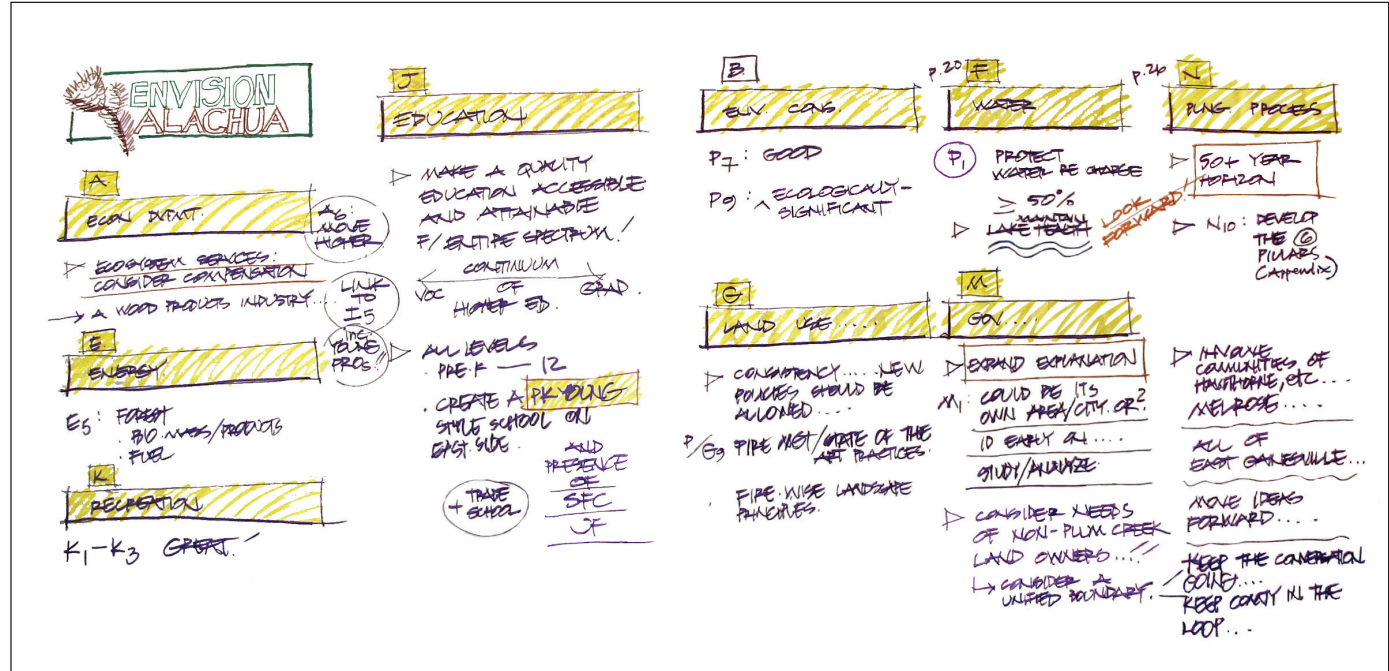 ENVISION
ALACHUA
A
ECON DVPMT.
A6:
MOVE
HIGHER
ECOSYSTEM SERVICES:
CONSIDER COMPENSATION
→ A WOOD PRODUCTS INDUSTRY...
LINK
TO
I5
inc.
YOUNG
PROS.
E
ENERGY
E5: FOREST
. BIO.MASS/PRODUCTS
. FUEL
K
RECREATION
K1–K3 GREAT!
J
EDUCATION
MAKE A QUALITY
EDUCATION ACCESSIBLE
AND ATTAINABLE
F/ENTIRE SPECTRUM!
CONTINUUM
VOC OF GRAD.
HIGHER ED.
ALL LEVELS
PRE.K — 12
. CREATE A PK YONGE
STYLE SCHOOL ON
EAST SIDE.
AND
PRESENCE
OF
SFC
UF
+ TRADE
SCHOOL
B
ENV. CONS.
P7: GOOD
P9: ^ ECOLOGICALLY-
SIGNIFICANT
G
LAND USE.....
CONSISTENCY.....NEW
POLICIES SHOULD BE
ALLOWED....
P/G9 FIRE MGT/STATE OF THE
ART PRACTICES.
. FIRE-WISE LANDSCAPE
PRINCIPLES.
P.20 F
WATER
P1 PROTECT
WATER RE CHARGE
≥ 50%
MAINTAIN
LAKE HEALTH
LOOK
FORWARD!
M
GOV....
EXPAND EXPLANATION
M1: COULD BE ITS
OWN AREA/CITY. OR?
ID EARLY ON....
STUDY/ANALYZE
CONSIDER NEEDS
OF NON-PLUM CREEK
LAND OWNERS....
↳ CONSIDER A
UNIFIED BOUNDARY.
P.26 N
PLNG PROCESS
50+ YEAR
HORIZON
N10: DEVELOP
THE 6
PILLARS
(Appendix)
INVOLVE
COMMUNITIES OF
HAWTHORNE, ETC...
MELROSE....
ALL OF
EAST GAINESVILLE...
MOVE IDEAS
FORWARD....
KEEP THE CONVERSATION
GOING....
KEEP COUNTY IN THE
LOOP...